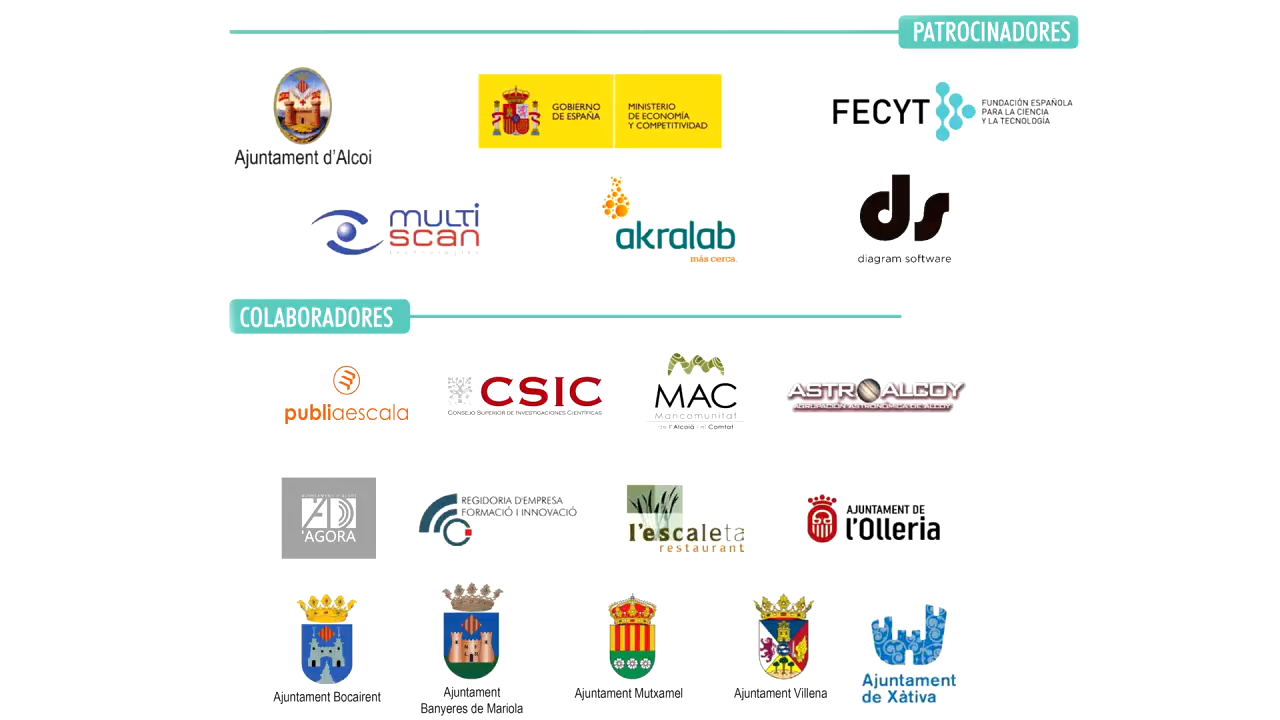 PATROCINADORES
Ajuntament d'Alcoi
GOBIERNO
DE ESPAÑA
MINISTERIO
DE ECONOMÍA
Y COMPETITIVIDAD
FECYT
FUNDACIÓN ESPAÑOLA
PARA LA CIENCIA
Y LA TECNOLOGÍA
MULTI
scan
akralab
más cerca.
ds
diagram software
COLABORADORES
publiaescala
CSIC
CONSEJO SUPERIOR DE INVESTIGACIONES CIENTÍFICAS
MAC
Mancomunitat
de l'Alcoià i el Comtat
ASTROALCOY
AGRUPACIÓN ASTRONÓMICA DE ALCOY
AJUNTAMENT D'ALCOI
'ÀGORA
REGIDORIA D'EMPRESA
FORMACIÓ I INNOVACIÓ
l'escaleta
restaurant
AJUNTAMENT DE
l'Olleria
Ajuntament Bocairent
Ajuntament
Banyeres de Mariola
Ajuntament Mutxamel
Ajuntament Villena
Ajuntament
de Xàtiva